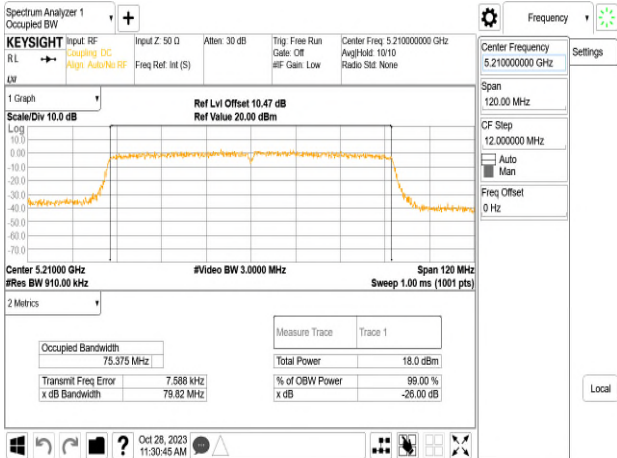 Spectrum Analyzer 1
Occupied BW
KEYSIGHT Input: RF Input Z: 50 Ω Atten: 30 dB Trig: Free Run Center Freq: 5.210000000 GHz
RL Coupling: DC Gate: Off Avg|Hold: 10/10
Align: Auto/No RF Freq Ref: Int (S) #IF Gain: Low Radio Std: None
LXI
1 Graph
Ref Lvl Offset 10.47 dB
Scale/Div 10.0 dB Ref Value 20.00 dBm
Log
10.0
0.00
-10.0
-20.0
-30.0
-40.0
-50.0
-60.0
-70.0
Center 5.21000 GHz #Video BW 3.0000 MHz Span 120 MHz
#Res BW 910.00 kHz Sweep 1.00 ms (1001 pts)
2 Metrics
Measure Trace Trace 1
Occupied Bandwidth
75.375 MHz Total Power 18.0 dBm
Transmit Freq Error 7.588 kHz % of OBW Power 99.00 %
x dB Bandwidth 79.82 MHz x dB -26.00 dB
Oct 28, 2023
11:30:45 AM
Frequency
Settings
Center Frequency
5.210000000 GHz
Span
120.00 MHz
CF Step
12.000000 MHz
Auto
Man
Freq Offset
0 Hz
Local